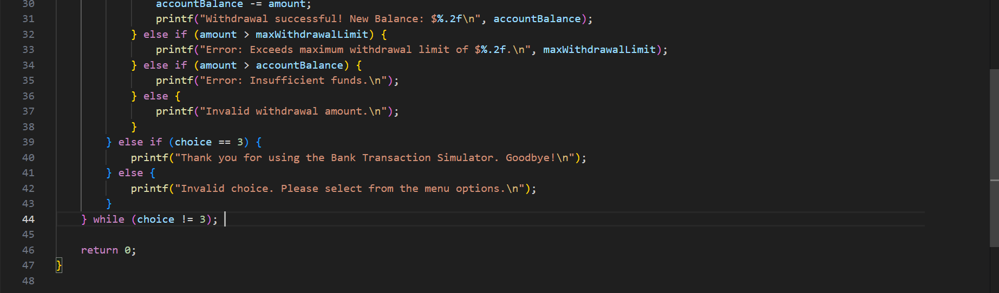 30                    accountBalance -= amount;
31                    printf("Withdrawal successful! New Balance: $%.2f\n", accountBalance);
32                } else if (amount > maxWithdrawalLimit) {
33                    printf("Error: Exceeds maximum withdrawal limit of $%.2f.\n", maxWithdrawalLimit);
34                } else if (amount > accountBalance) {
35                    printf("Error: Insufficient funds.\n");
36                } else {
37                    printf("Invalid withdrawal amount.\n");
38                }
39            } else if (choice == 3) {
40                printf("Thank you for using the Bank Transaction Simulator. Goodbye!\n");
41            } else {
42                printf("Invalid choice. Please select from the menu options.\n");
43            }
44        } while (choice != 3);
45
46        return 0;
47    }
48